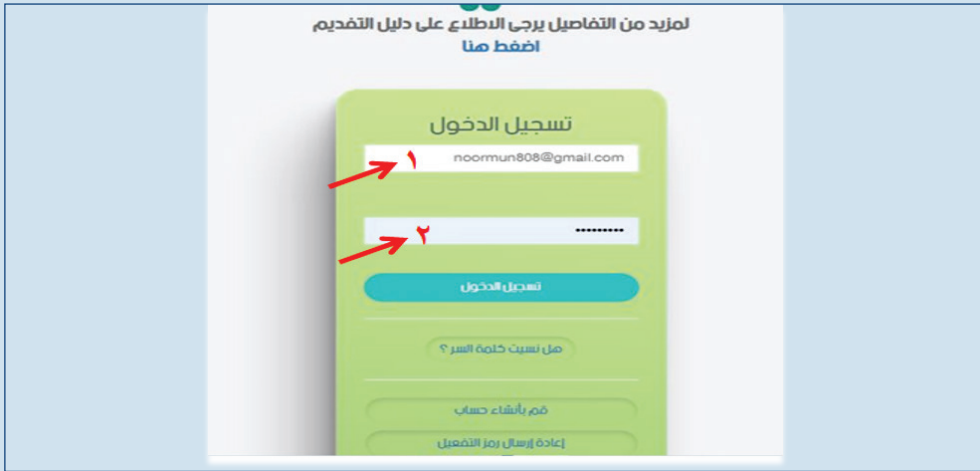 لمزيد من التفاصيل يرجى الاطلاع على دليل التقديم
اضغط هنا
تسجيل الدخول
noormun808@gmail.com
١
•••••••••
٢
تسجيل الدخول
هل نسيت كلمة السر ؟
قم بأنشاء حساب
إعادة إرسال رمز التفعيل